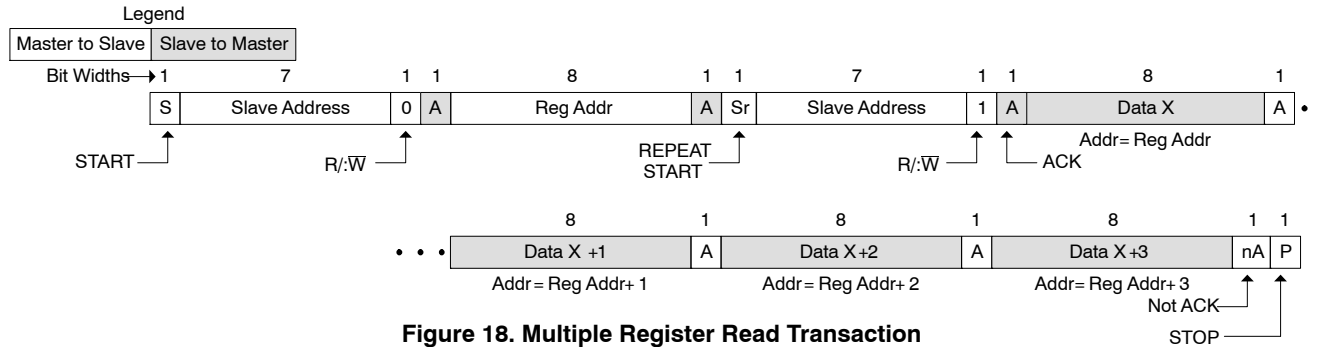 Legend
Master to Slave Slave to Master
Bit Widths 1 7 1 1 8 1 1 7 1 1 8 1
S Slave Address 0 A Reg Addr A Sr Slave Address 1 A Data X A •
Addr= Reg Addr
START R/:W̅ REPEAT START R/:W̅ ACK
8 1 8 1 8 1 1
• • • Data X +1 A Data X+2 A Data X+3 nA P
Addr= Reg Addr+ 1 Addr= Reg Addr+ 2 Addr= Reg Addr+ 3
Not ACK
STOP
Figure 18. Multiple Register Read Transaction